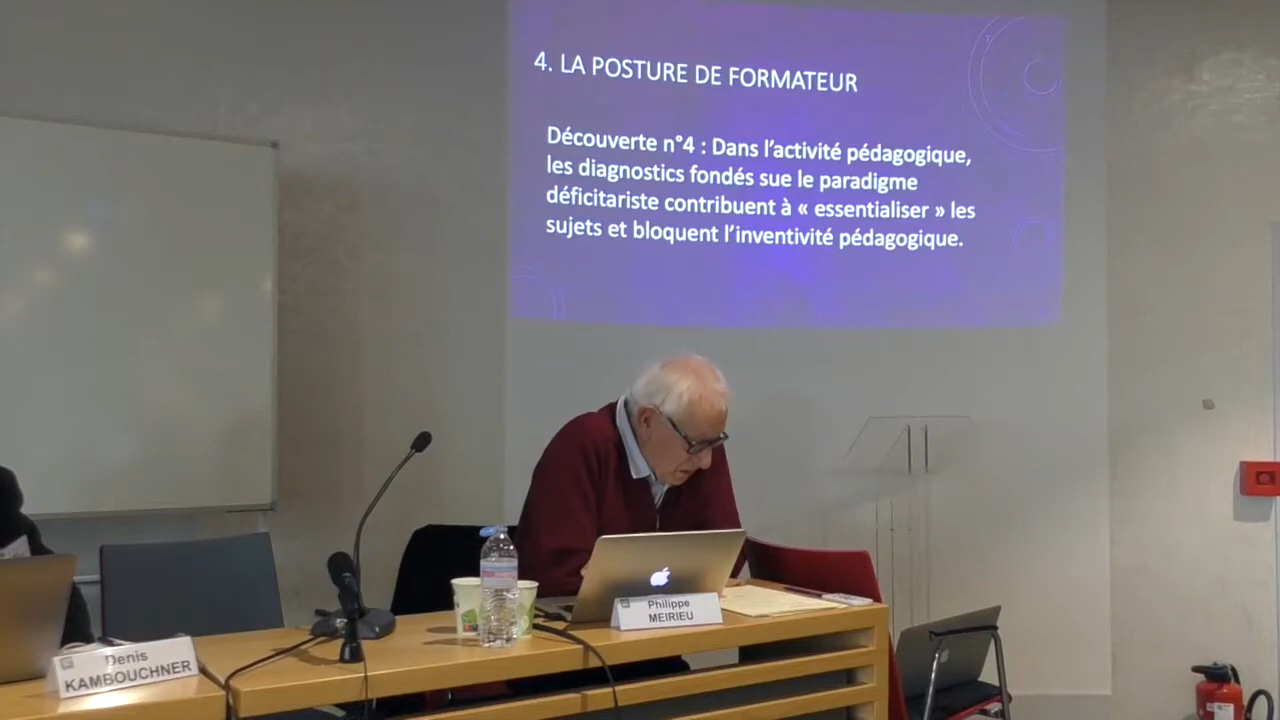 4. LA POSTURE DE FORMATEUR
Découverte n°4 : Dans l’activité pédagogique,
les diagnostics fondés sue le paradigme
déficitariste contribuent à « essentialiser » les
sujets et bloquent l’inventivité pédagogique.
Philippe
MEIRIEU
Denis
KAMBOUCHNER